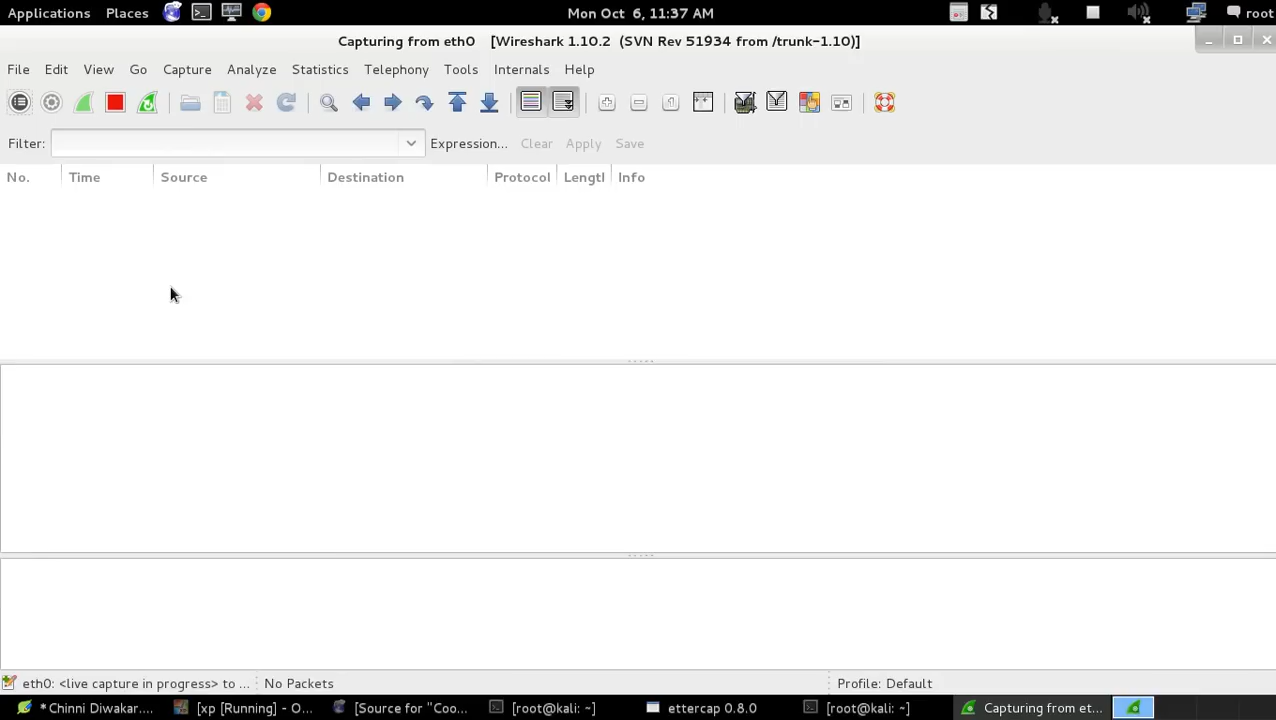 Applications Places Mon Oct 6, 11:37 AM root
Capturing from eth0 [Wireshark 1.10.2 (SVN Rev 51934 from /trunk-1.10)]
File Edit View Go Capture Analyze Statistics Telephony Tools Internals Help
Filter: Expression... Clear Apply Save
No. Time Source Destination Protocol Lengtl Info
eth0: <live capture in progress> to ... No Packets Profile: Default
*Chinni Diwakar.... [xp [Running] - O... [Source for "Coo... [root@kali: ~] ettercap 0.8.0 [root@kali: ~] Capturing from et...